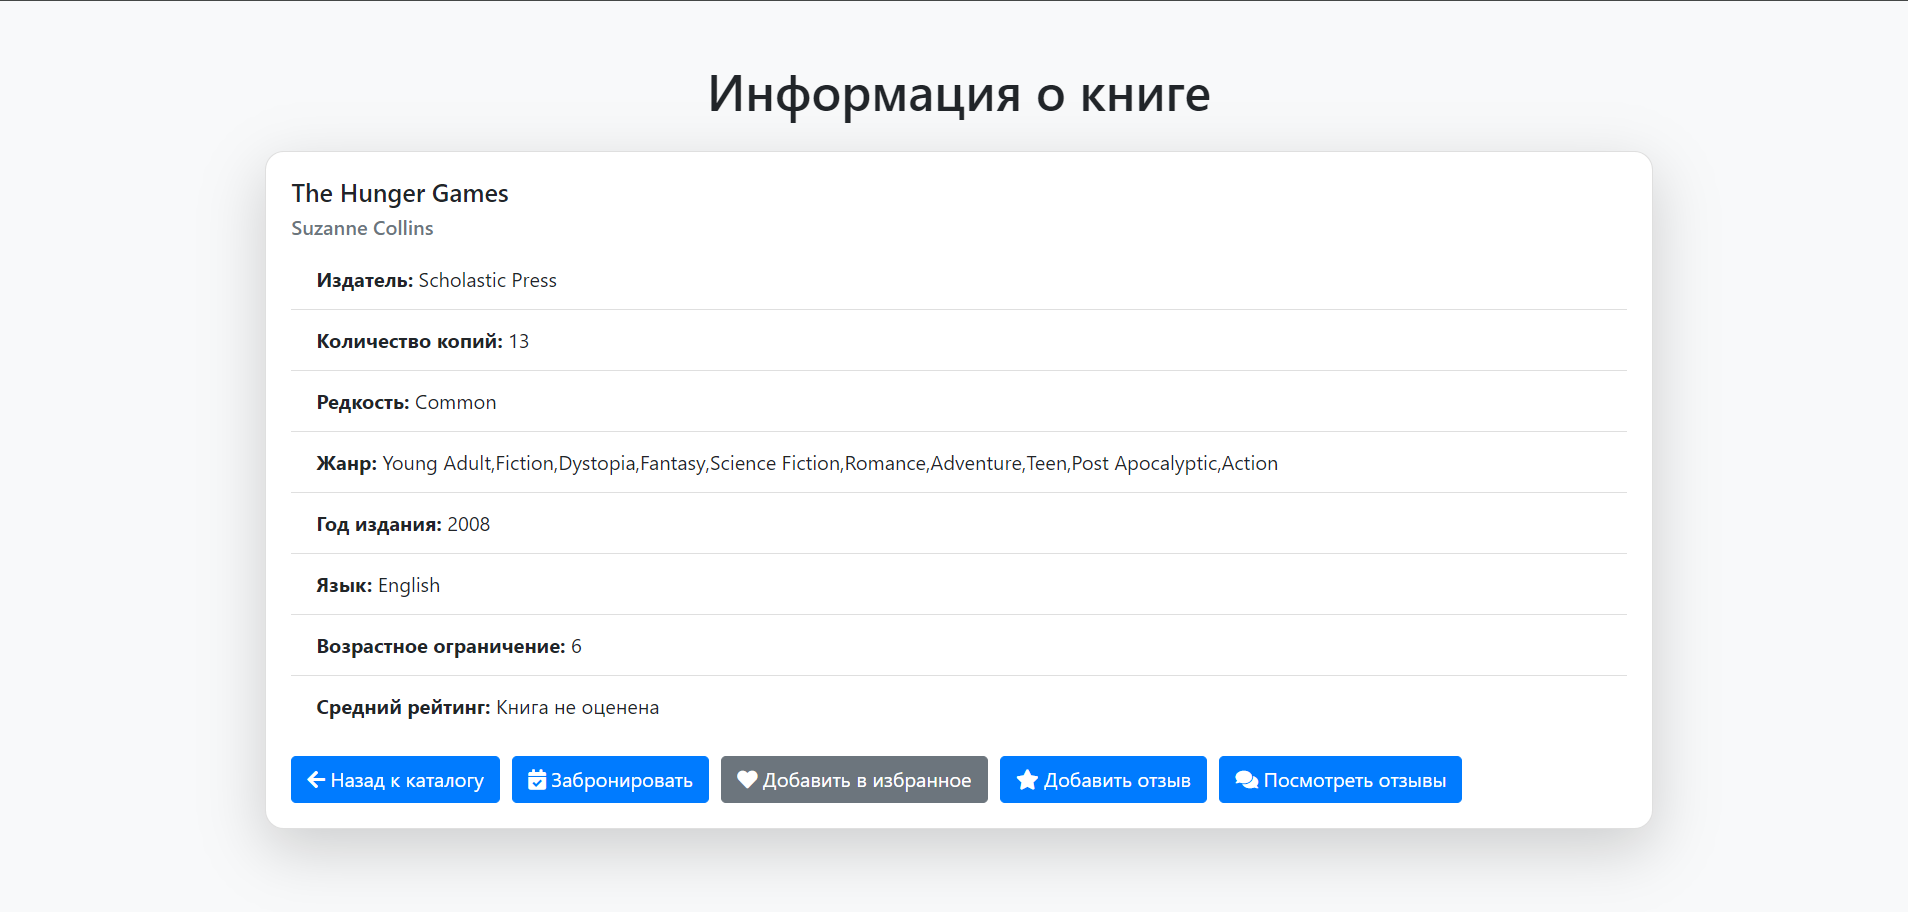 Информация о книге
The Hunger Games
Suzanne Collins
Издатель: Scholastic Press
Количество копий: 13
Редкость: Common
Жанр: Young Adult,Fiction,Dystopia,Fantasy,Science Fiction,Romance,Adventure,Teen,Post Apocalyptic,Action
Год издания: 2008
Язык: English
Возрастное ограничение: 6
Средний рейтинг: Книга не оценена
Назад к каталогу Забронировать Добавить в избранное Добавить отзыв Посмотреть отзывы